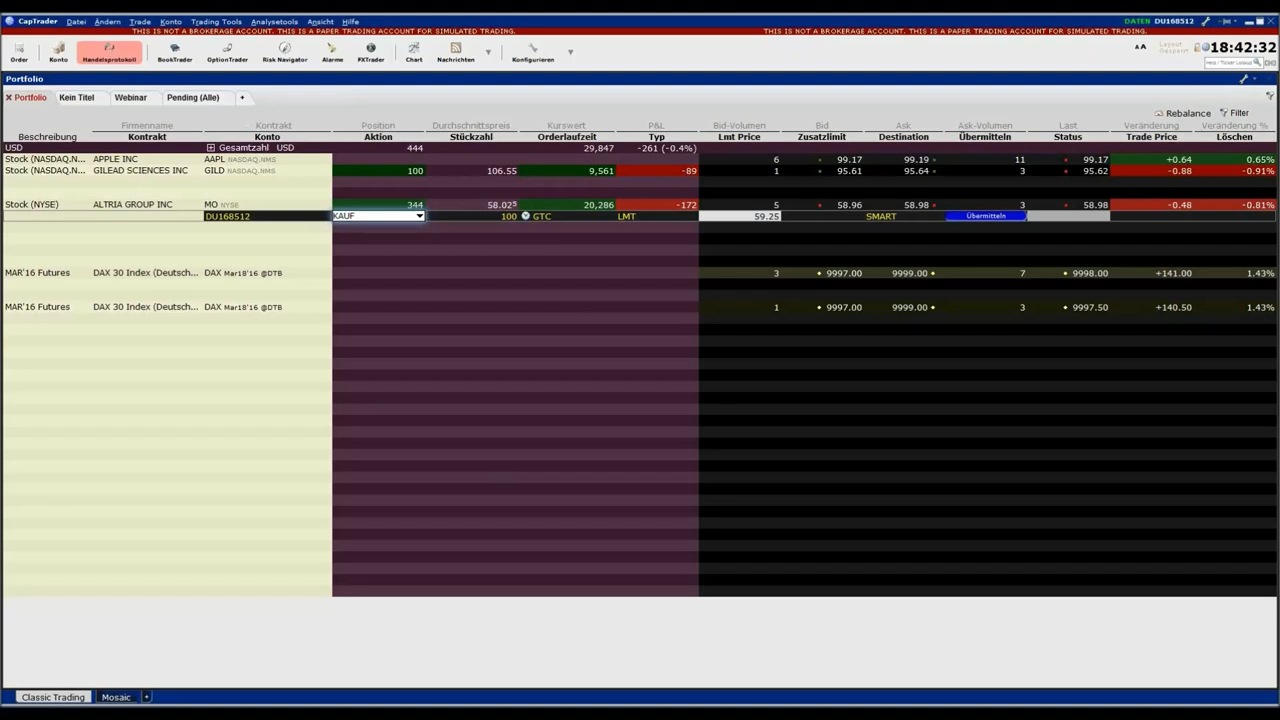 CapTrader Datei Ändern Trade Konto Trading Tools Analysetools Ansicht Hilfe DATEN DU168512
THIS IS NOT A BROKERAGE ACCOUNT. THIS IS A PAPER TRADING ACCOUNT FOR SIMULATED TRADING. THIS IS NOT A BROKERAGE ACCOUNT. THIS IS A PAPER TRADING ACCOUNT FOR SIMULATED TRADING.
Order Konto Handelsprotokoll BookTrader OptionTrader Risk Navigator Alarme FXTrader Chart Nachrichten Konfigurieren AA Layout Gesperrt 18:42:32
Portfolio
Portfolio Kein Titel Webinar Pending (Alle) +
Rebalance Filter
Firmenname Kontrakt Position Durchschnittspreis Kurswert P&L Bid-Volumen Bid Ask Ask-Volumen Last Veränderung Veränderung %
Beschreibung Kontrakt Konto Aktion Stückzahl Orderlaufzeit Typ Lmt Price Zusatzlimit Destination Übermitteln Status Trade Price Löschen
USD Gesamtzahl USD 444 29,847 -261 (-0.4%)
Stock (NASDAQ.N... APPLE INC AAPL NASDAQ.NMS 6 99.17 99.19 11 99.17 +0.64 0.65%
Stock (NASDAQ.N... GILEAD SCIENCES INC GILD NASDAQ.NMS 100 106.55 9,561 -89 1 95.61 95.64 3 95.62 -0.88 -0.91%
Stock (NYSE) ALTRIA GROUP INC MO NYSE 344 58.02⁵ 20,286 -172 5 58.96 58.98 3 58.98 -0.48 -0.81%
DU168512 KAUF 100 GTC LMT 59.25 SMART Übermitteln
MAR'16 Futures DAX 30 Index (Deutsch... DAX Mar18'16 @DTB 3 9997.00 9999.00 7 9998.00 +141.00 1.43%
MAR'16 Futures DAX 30 Index (Deutsch... DAX Mar18'16 @DTB 1 9997.00 9999.00 3 9997.50 +140.50 1.43%
Classic Trading Mosaic +